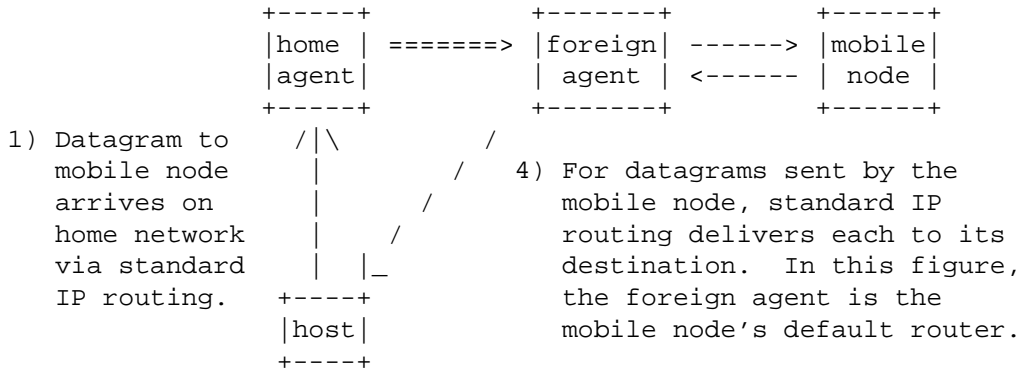 +-----+          +-------+         +------+
|home | =======> |foreign| ------> |mobile|
|agent|          | agent | <------ | node |
+-----+          +-------+         +------+
1) Datagram to    /|\         /
mobile node      |         /   4) For datagrams sent by the
arrives on       |       /        mobile node, standard IP
home network     |     /          routing delivers each to its
via standard     |  |_            destination.  In this figure,
IP routing.   +----+              the foreign agent is the
|host|              mobile node's default router.
+----+